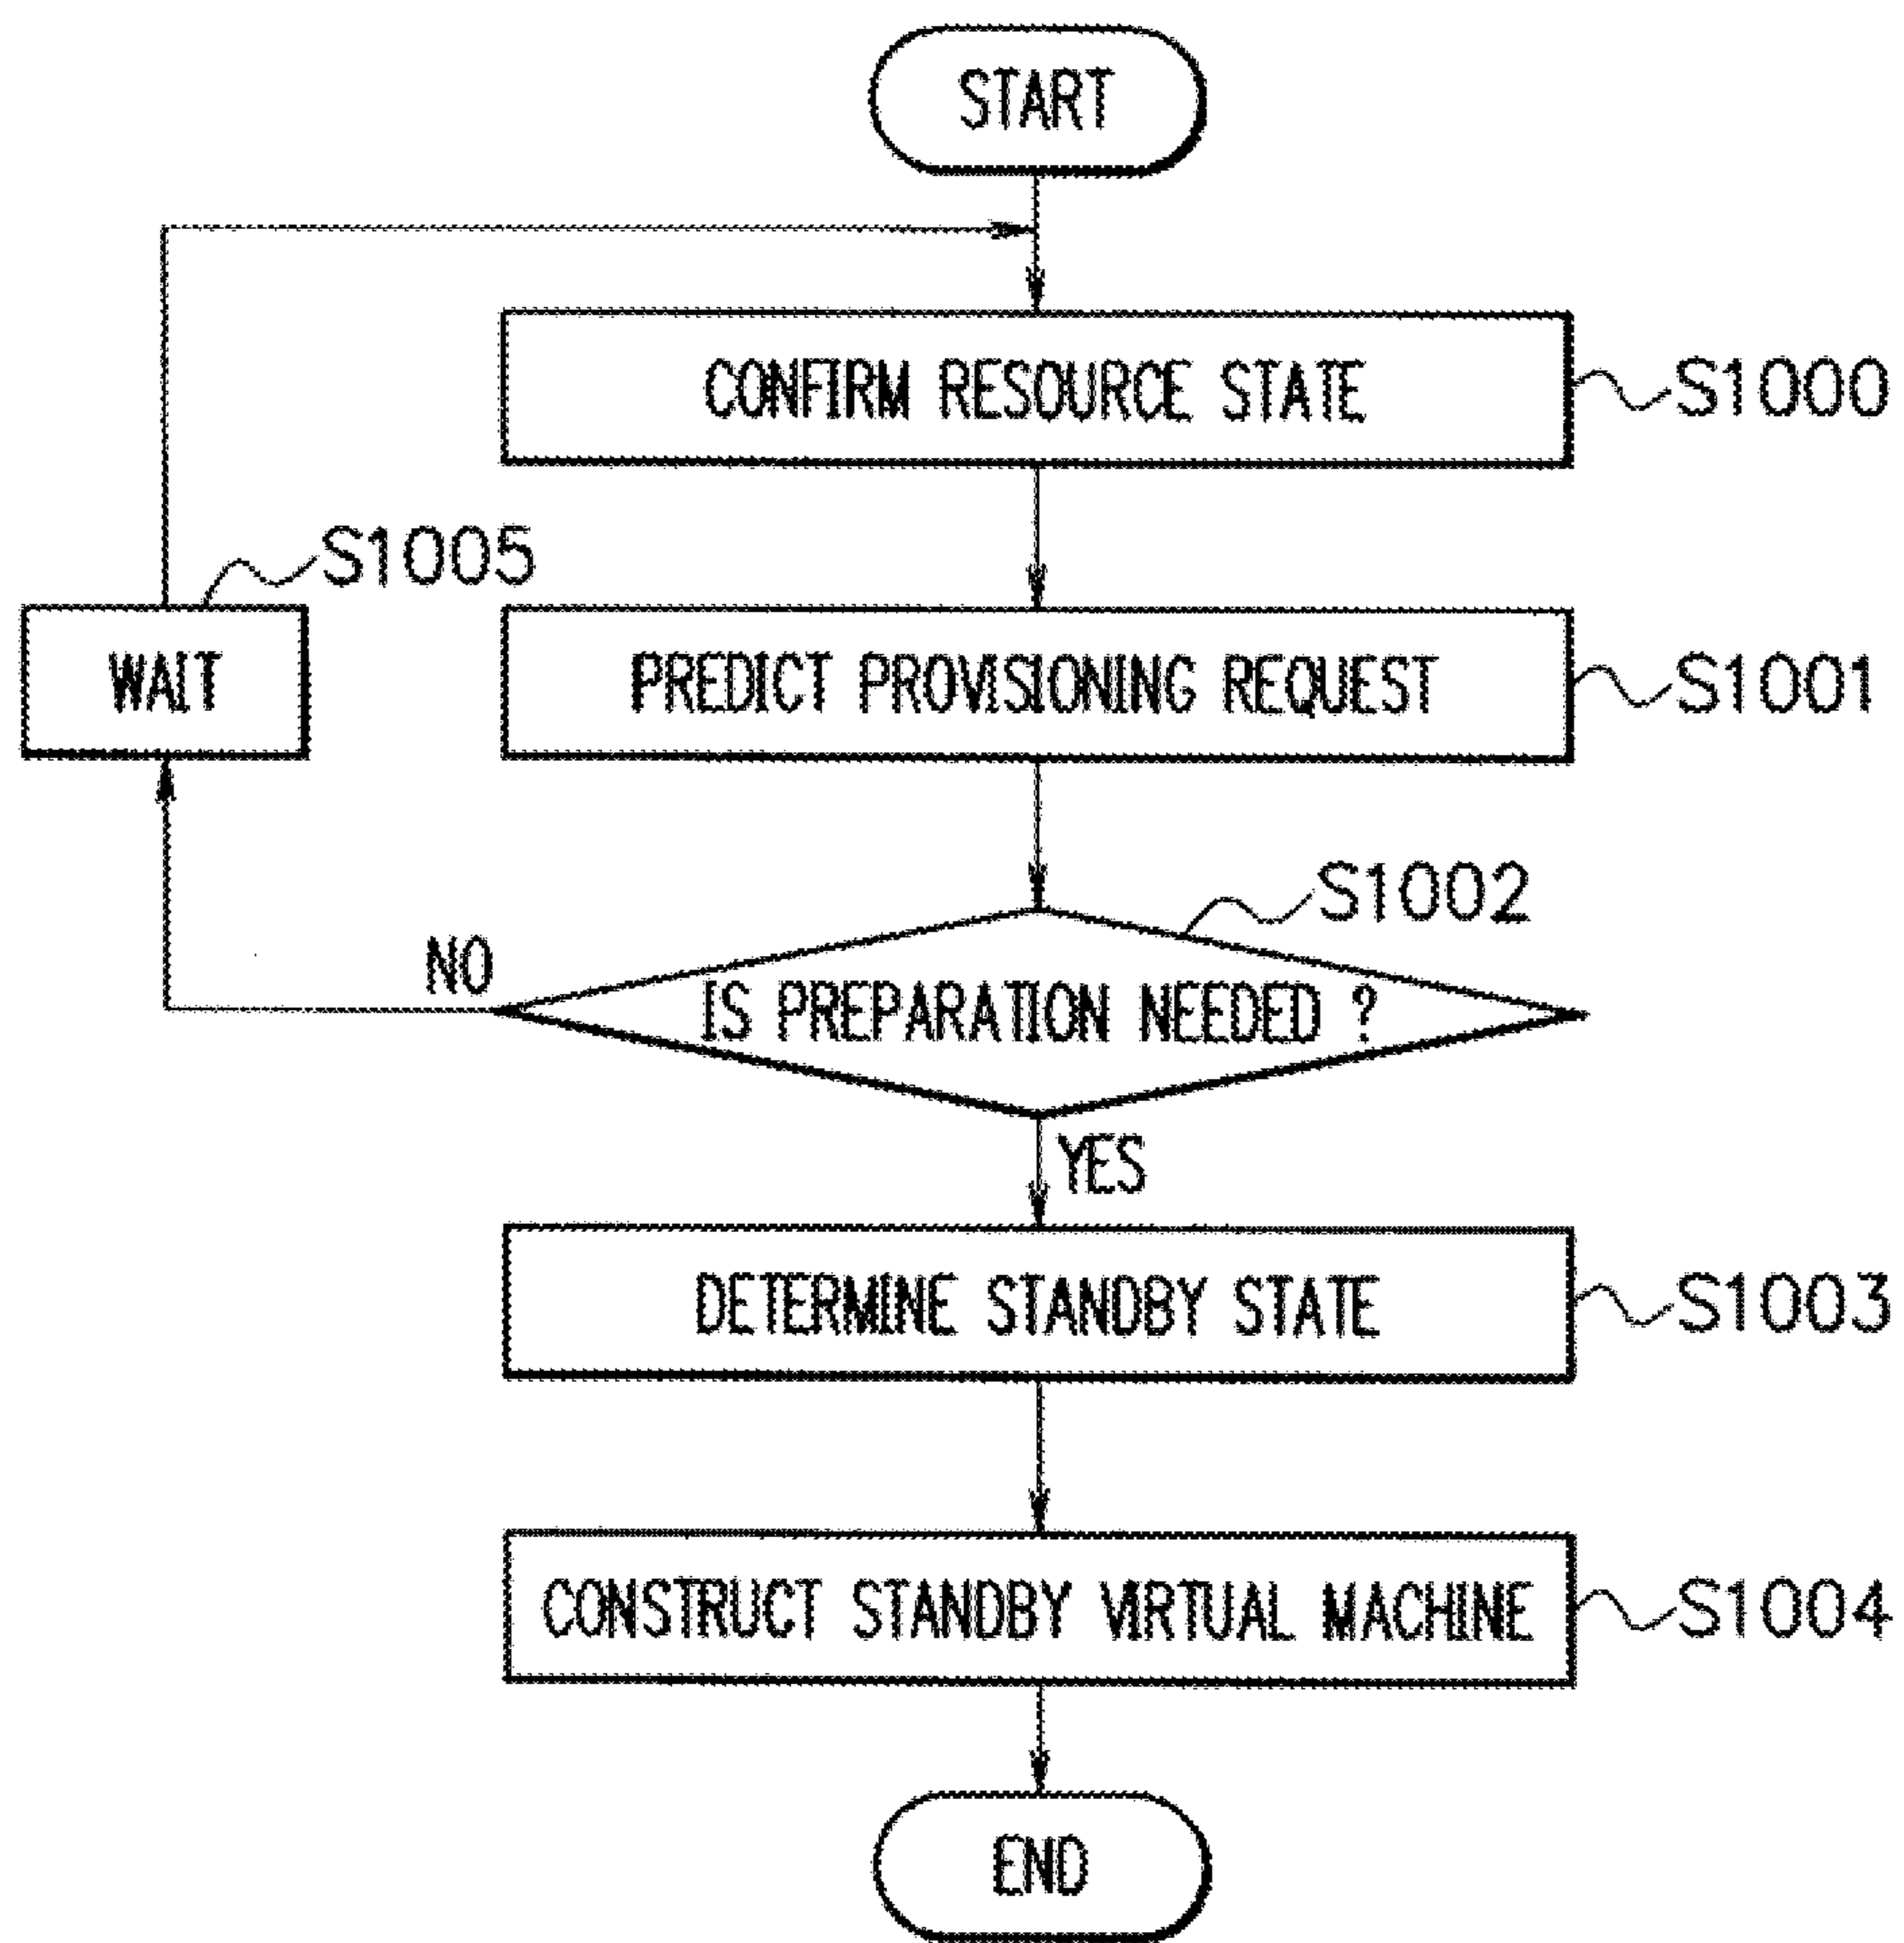 START
CONFIRM RESOURCE STATE
S1000
S1005
WAIT
PREDICT PROVISIONING REQUEST
S1001
S1002
NO
IS PREPARATION NEEDED ?
YES
DETERMINE STANDBY STATE
S1003
CONSTRUCT STANDBY VIRTUAL MACHINE
S1004
END